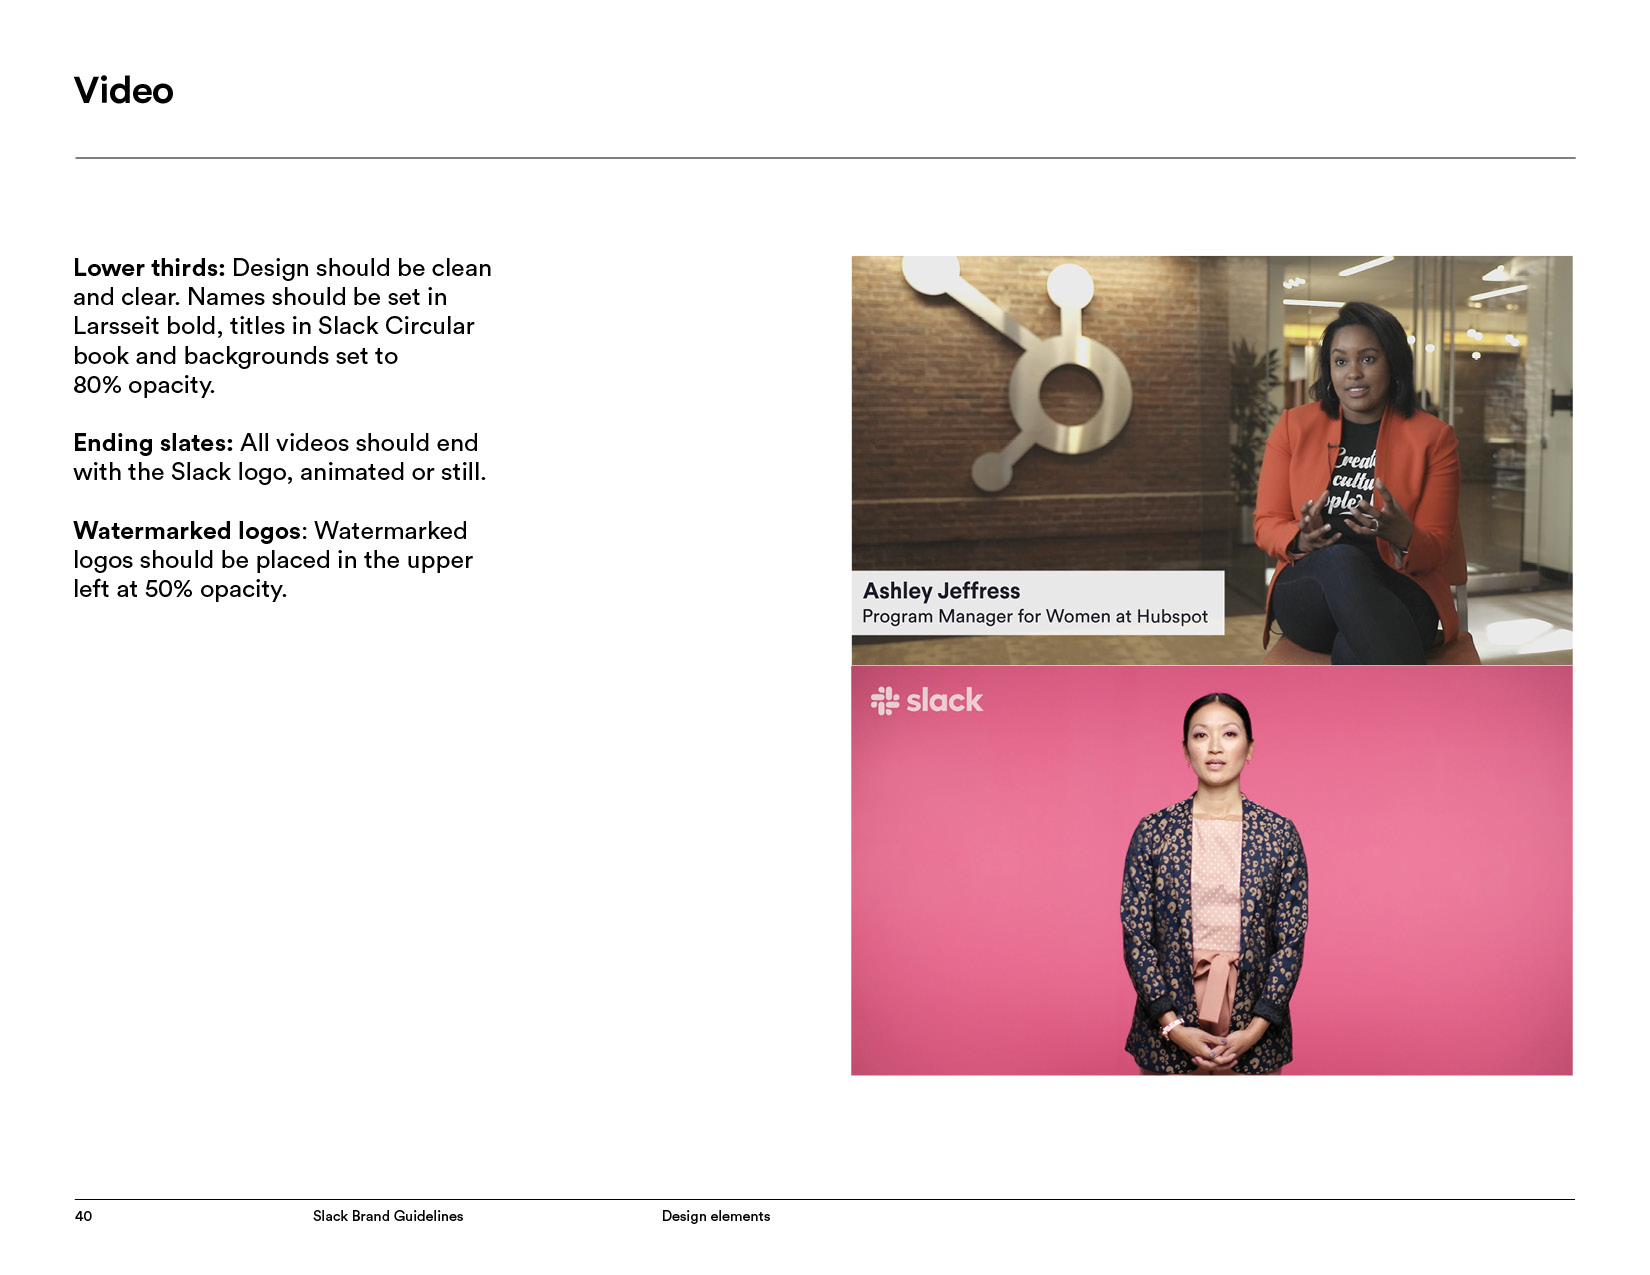 Video
Lower thirds: Design should be clean
and clear. Names should be set in
Larsseit bold, titles in Slack Circular
book and backgrounds set to
80% opacity.
Ending slates: All videos should end
with the Slack logo, animated or still.
Watermarked logos: Watermarked
logos should be placed in the upper
left at 50% opacity.
Create
cultu
ople
Ashley Jeffress
Program Manager for Women at Hubspot
slack
40 Slack Brand Guidelines Design elements